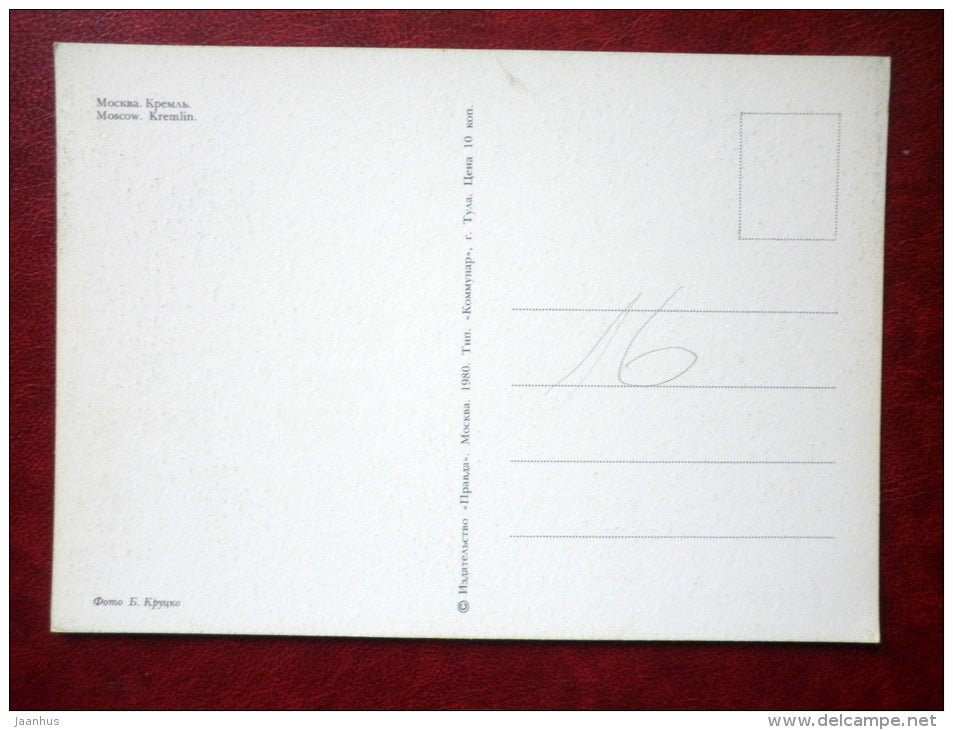 Москва. Кремль.
Moscow. Kremlin.
Фото Б. Круцко
© Издательство «Правда». Москва. 1980. Тип. «Коммунар», г. Тула. Цена 10 коп.
16
jaanhus
www.delcampe.net